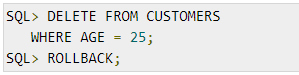 SQL> DELETE FROM CUSTOMERS
WHERE AGE = 25;
SQL> ROLLBACK;